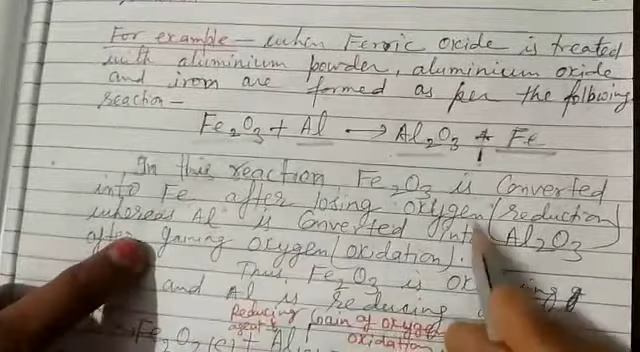 For example - when Ferric oxide is treated
with aluminium powder, aluminium oxide
and iron are formed as per the following
reaction -
Fe2O3 + Al → Al2O3 + Fe
In this reaction Fe2O3 is converted
into Fe after losing oxygen (reduction)
whereas Al is converted into Al2O3
after gaining oxygen (oxidation).
Thus, Fe2O3 is
and Al is reducing
Reducing Gain of oxygen
agent oxidation
Fe2O3 + Al